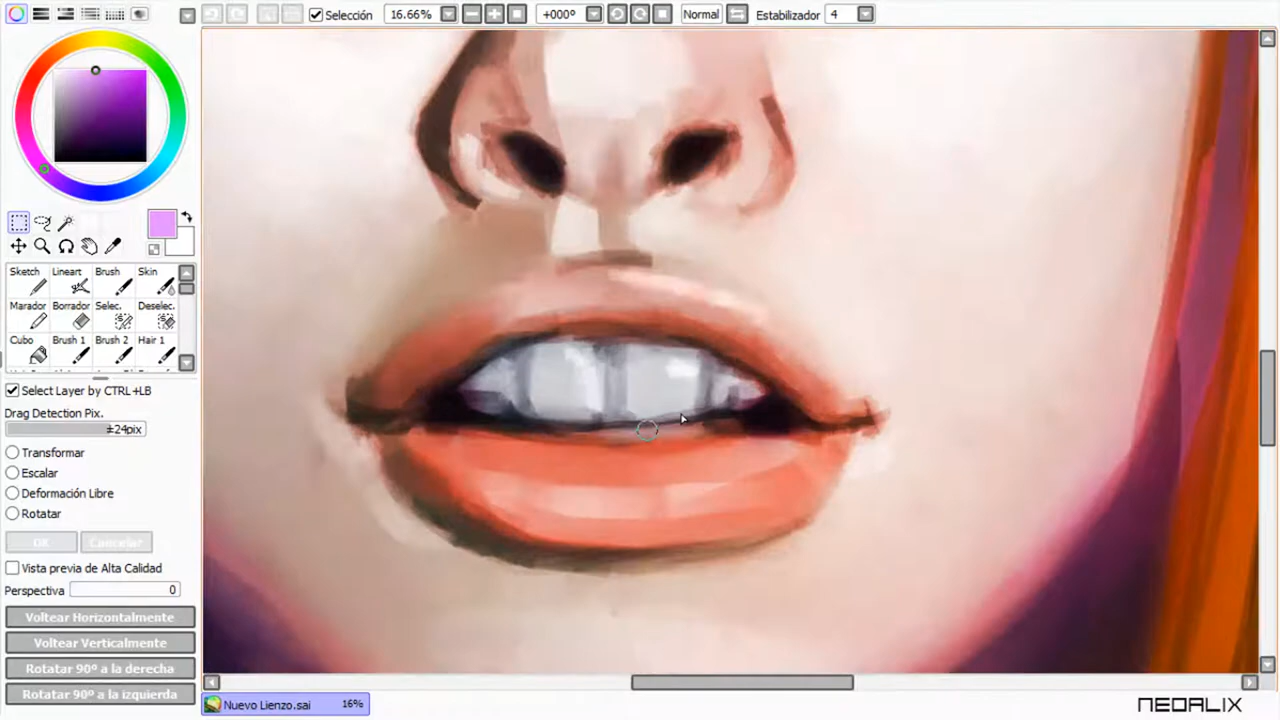 Selección 16.66% +000º Normal Estabilizador 4
Sketch Lineart Brush Skin
Marador Borrador Selec. Deselec.
Cubo Brush 1 Brush 2 Hair 1
Select Layer by CTRL+LB
Drag Detection Pix.
±24pix
Transformar
Escalar
Deformación Libre
Rotatar
OK Cancelar
Vista previa de Alta Calidad
Perspectiva 0
Voltear Horizontalmente
Voltear Verticalmente
Rotatar 90º a la derecha
Rotatar 90º a la izquierda
Nuevo Lienzo.sai 16%
NEOALIX